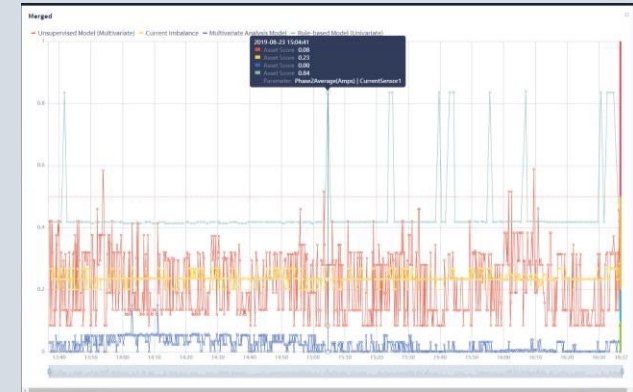 Merged
Unsupervised Model (Multivariate) Current Imbalance Multivariate Analysis Model Rule-based Model (Univariate)
2019-08-23 15:04:41
Asset Score 0.08
Asset Score 0.23
Asset Score 0.00
Asset Score 0.84
Parameter Phase2Average(Amps) | CurrentSensor1
1
0.8
0.6
0.4
0.2
0